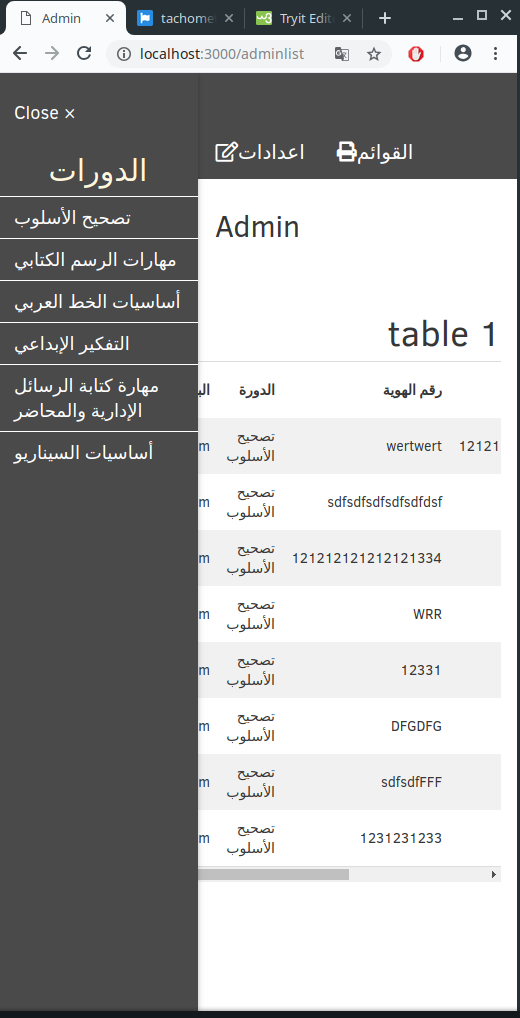 Admin
tachome
Tryit Edit
localhost:3000/adminlist
Close ×
اعدادات
القوائم
الدورات
تصحيح الأسلوب
مهارات الرسم الكتابي
أساسيات الخط العربي
التفكير الإبداعي
مهارة كتابة الرسائل
الإدارية والمحاضر
أساسيات السيناريو
Admin
table 1
رقم الهوية الدورة
12121 wertwert تصحيح
الأسلوب m
sdfsdfsdfsdfsdfdsf تصحيح
الأسلوب m
121212121212121334 تصحيح
الأسلوب m
WRR تصحيح
الأسلوب m
12331 تصحيح
الأسلوب m
DFGDFG تصحيح
الأسلوب m
sdfsdfFFF تصحيح
الأسلوب m
1231231233 تصحيح
الأسلوب m